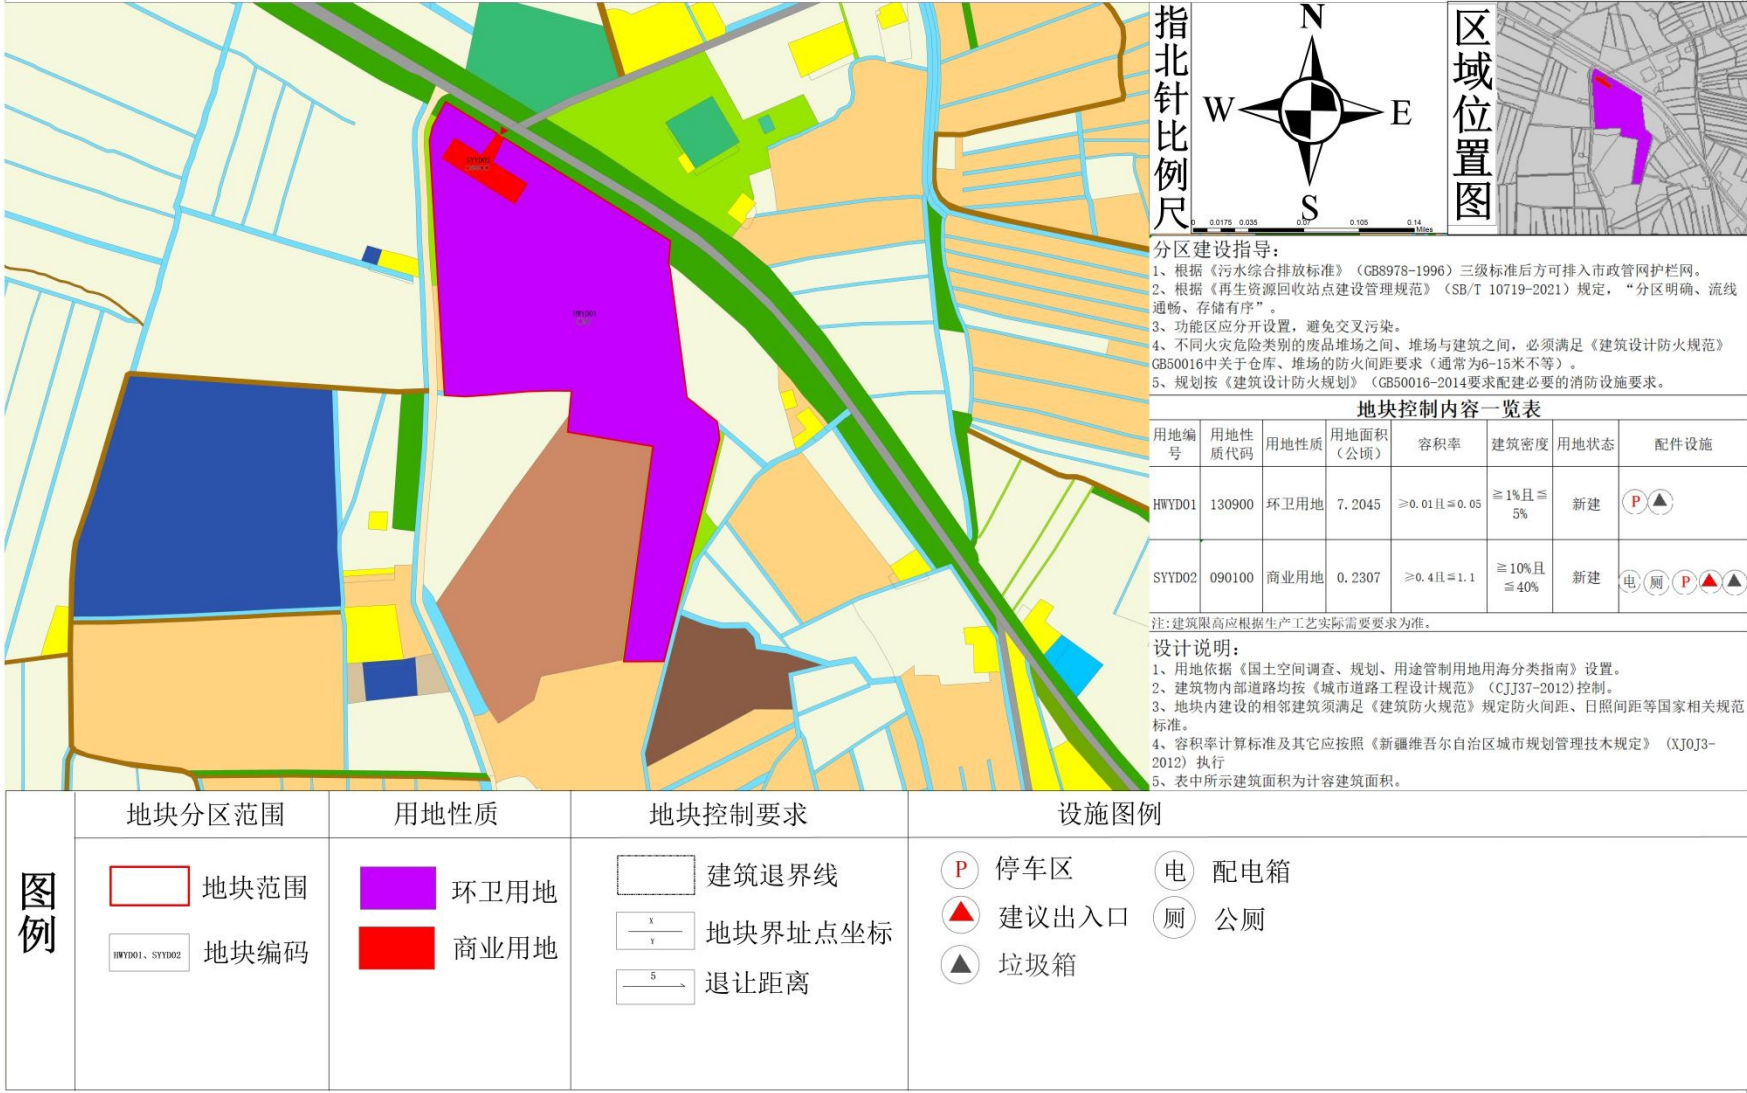 指北针比例尺
N
W
E
S
0 0.0175 0.035 0.07 0.105 0.14
Miles
区域位置图
SYYD02
HWYD01
分区建设指导：
1、根据《污水综合排放标准》（GB8978-1996）三级标准后方可排入市政管网护栏网。
2、根据《再生资源回收站点建设管理规范》（SB/T 10719-2021）规定，“分区明确、流线
通畅、存储有序”。
3、功能区应分开设置，避免交叉污染。
4、不同火灾危险类别的废品堆场之间、堆场与建筑之间，必须满足《建筑设计防火规范》
GB50016中关于仓库、堆场的防火间距要求（通常为6-15米不等）。
5、规划按《建筑设计防火规划》（GB50016-2014要求配建必要的消防设施要求。
地块控制内容一览表
用地编号 用地性质代码 用地性质 用地面积（公顷） 容积率 建筑密度 用地状态 配件设施
HWYD01 130900 环卫用地 7.2045 ≥0.01且≦0.05 ≧1%且≦5% 新建 P
SYYD02 090100 商业用地 0.2307 ≥0.4且≦1.1 ≧10%且≦40% 新建 电 厕 P
注:建筑限高应根据生产工艺实际需要要求为准。
设计说明：
1、用地依据《国土空间调查、规划、用途管制用地用海分类指南》设置。
2、建筑物内部道路均按《城市道路工程设计规范》（CJJ37-2012)控制。
3、地块内建设的相邻建筑须满足《建筑防火规范》规定防火间距、日照间距等国家相关规范
标准。
4、容积率计算标准及其它应按照《新疆维吾尔自治区城市规划管理技术规定》（XJ0J3-
2012）执行
5、表中所示建筑面积为计容建筑面积。
图例
地块分区范围 用地性质 地块控制要求 设施图例
地块范围
HWYD01、SYYD02 地块编码
环卫用地
商业用地
建筑退界线
X
Y
地块界址点坐标
5
退让距离
P 停车区 电 配电箱
建议出入口 厕 公厕
垃圾箱